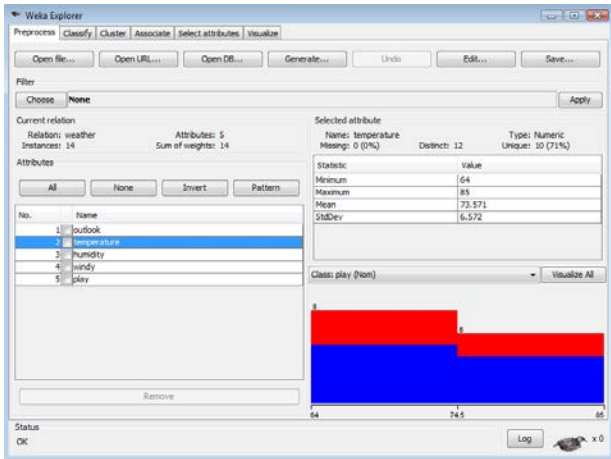 Weka Explorer
Preprocess Classify Cluster Associate Select attributes Visualize
Open file... Open URL... Open DB... Generate... Undo Edit... Save...
Filter
Choose None Apply
Current relation
Relation: weather Attributes: 5
Instances: 14 Sum of weights: 14
Selected attribute
Name: temperature Type: Numeric
Missing: 0 (0%) Distinct: 12 Unique: 10 (71%)
Attributes
All None Invert Pattern
No. Name
1 outlook
2 temperature
3 humidity
4 windy
5 play
Remove
Statistic Value
Minimum 64
Maximum 85
Mean 73.571
StdDev 6.572
Class: play (Nom) Visualize All
8
6
64 74.5 85
Status
OK
Log x 0